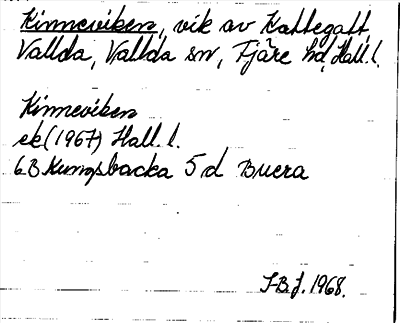 Kinneviken, vik av Kattegatt
Vallda, Vallda sn, Fjäre hd, Hall. l.
Kinneviken
ek (1967) Hall. l.
6B Kungsbacka 5 d Buera
J-B.J. 1968.